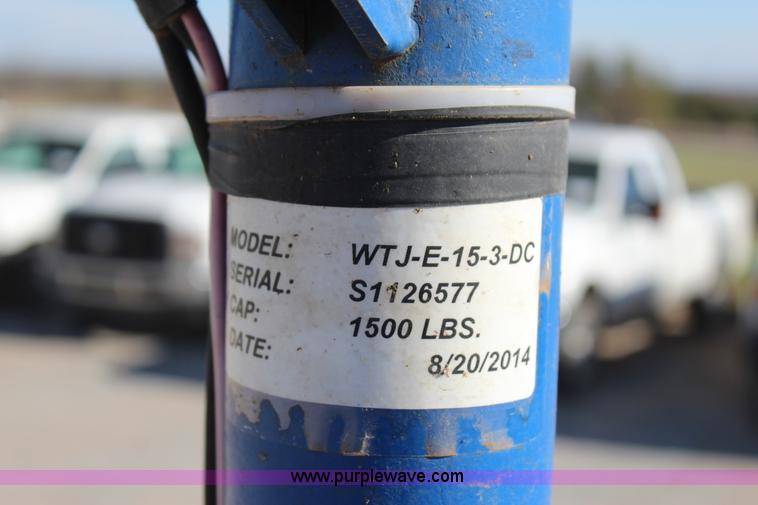 MODEL: WTJ-E-15-3-DC
SERIAL: S1126577
CAP: 1500 LBS.
DATE: 8/20/2014
www.purplewave.com